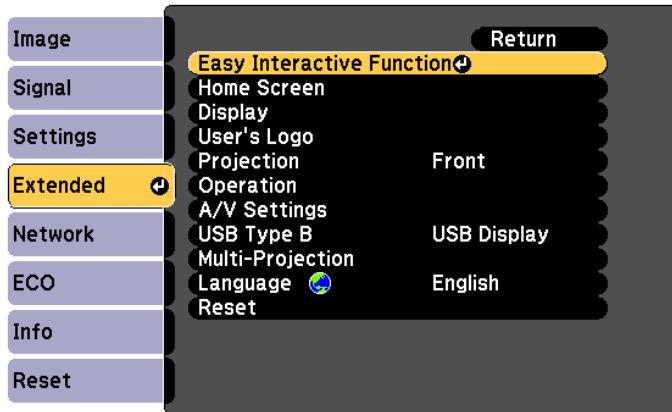 Image
Signal
Settings
Extended
Network
ECO
Info
Reset
Return
Easy Interactive Function
Home Screen
Display
User's Logo
Projection Front
Operation
A/V Settings
USB Type B USB Display
Multi-Projection
Language English
Reset